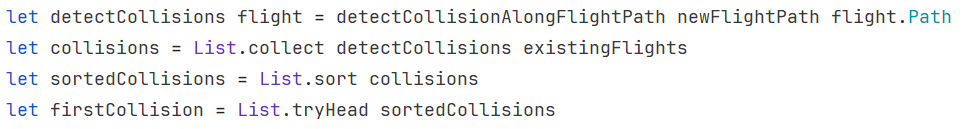 let detectCollisions flight = detectCollisionAlongFlightPath newFlightPath flight.Path
let collisions = List.collect detectCollisions existingFlights
let sortedCollisions = List.sort collisions
let firstCollision = List.tryHead sortedCollisions